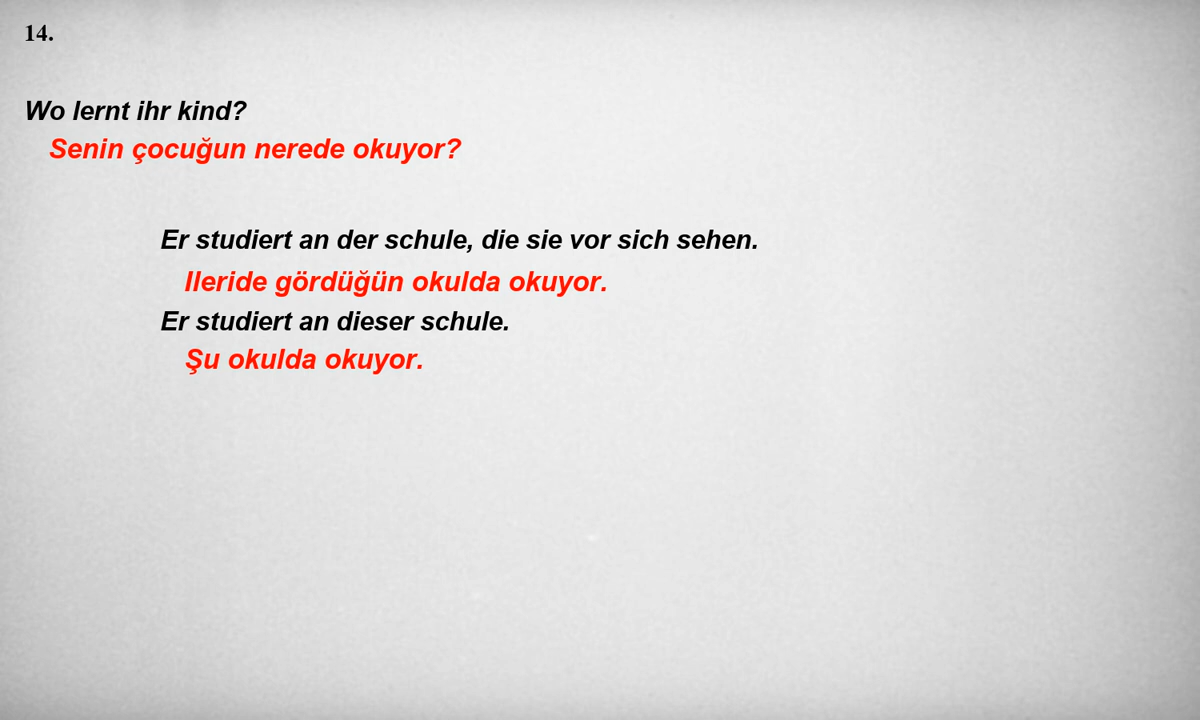 14.
Wo lernt ihr kind?
Senin çocuğun nerede okuyor?
Er studiert an der schule, die sie vor sich sehen.
Ileride gördüğün okulda okuyor.
Er studiert an dieser schule.
Şu okulda okuyor.